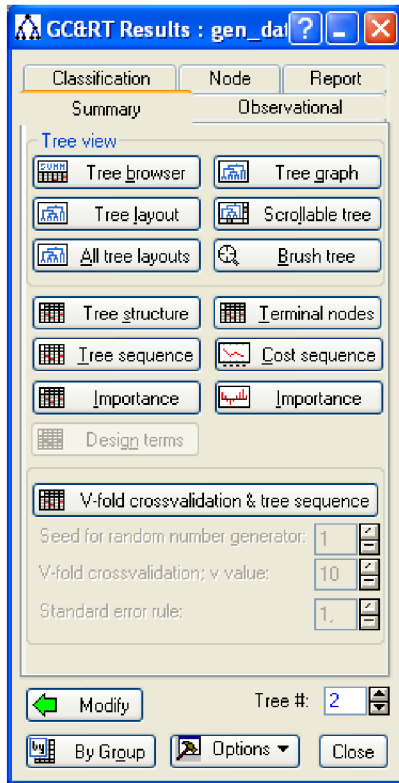 GC&RT Results : gen_dat
Classification Node Report
Summary Observational
Tree view
Tree browser Tree graph
Tree layout Scrollable tree
All tree layouts Brush tree
Tree structure Terminal nodes
Tree sequence Cost sequence
Importance Importance
Design terms
V-fold crossvalidation & tree sequence
Seed for random number generator: 1
V-fold crossvalidation; v value: 10
Standard error rule: 1,
Modify Tree #: 2
By Group Options Close